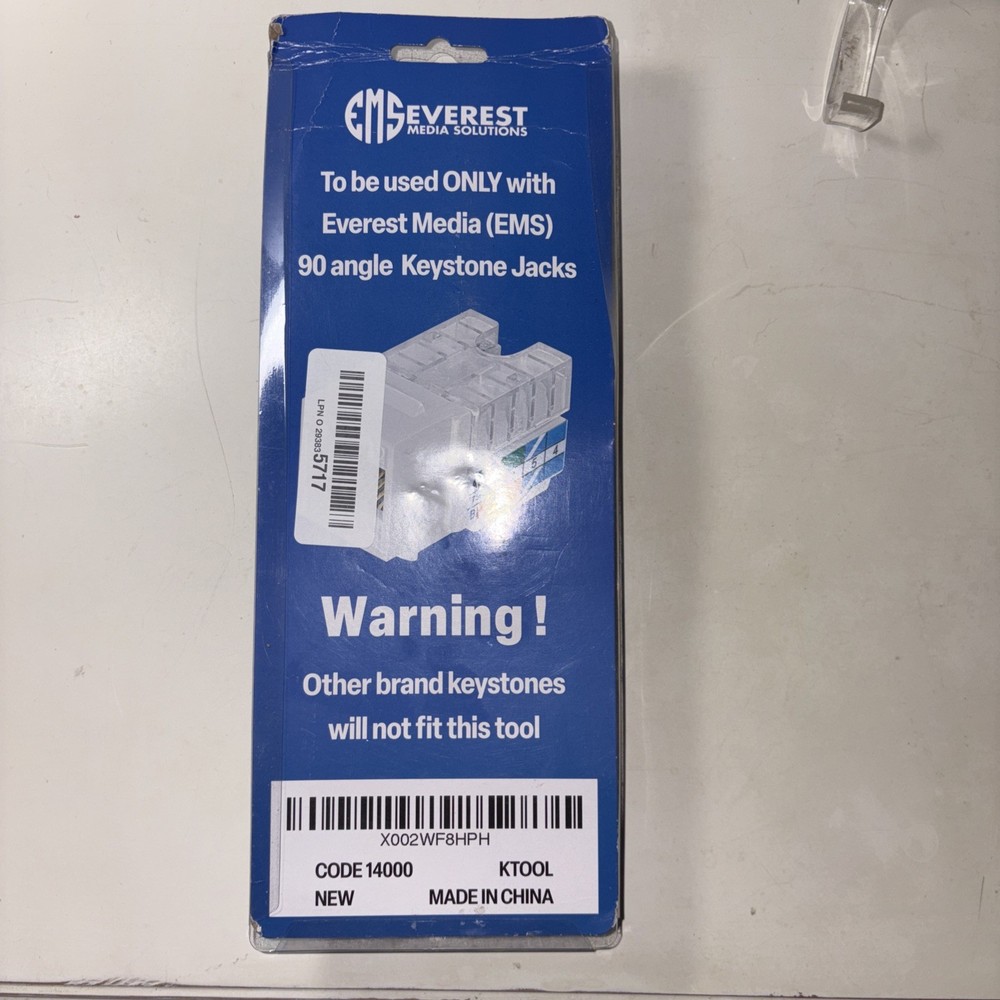 EMS EVEREST
MEDIA SOLUTIONS
To be used ONLY with
Everest Media (EMS)
90 angle Keystone Jacks
LPN O 29383 5717
5 4
B
Warning !
Other brand keystones
will not fit this tool
X002WF8HPH
CODE 14000 KTOOL
NEW MADE IN CHINA